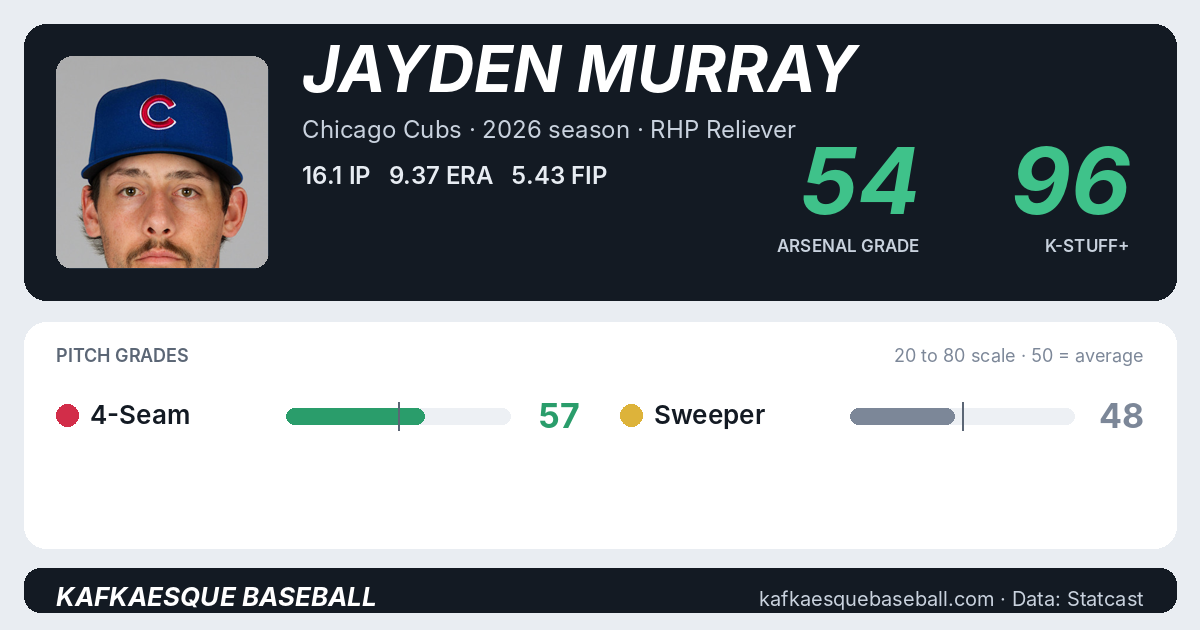 JAYDEN MURRAY
Chicago Cubs · 2026 season · RHP Reliever
16.1 IP 9.37 ERA 5.43 FIP
54 96
ARSENAL GRADE K-STUFF+
C
PITCH GRADES 20 to 80 scale · 50 = average
4-Seam 57 Sweeper 48
KAFKAESQUE BASEBALL kafkaesquebaseball.com · Data: Statcast